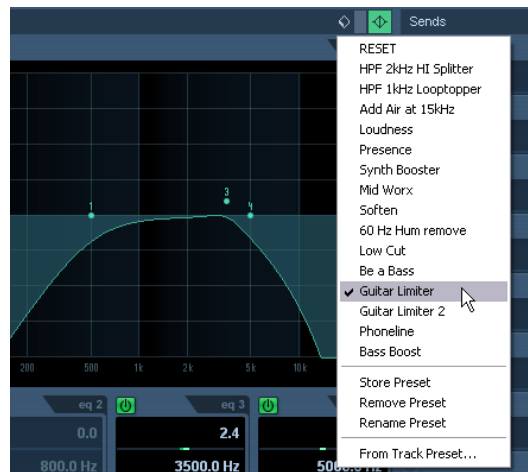 Sends
RESET
HPF 2kHz HI Splitter
HPF 1kHz Looptopper
Add Air at 15kHz
Loudness
Presence
Synth Booster
Mid Worx
Soften
60 Hz Hum remove
Low Cut
Be a Bass
Guitar Limiter
Guitar Limiter 2
Phoneline
Bass Boost
Store Preset
Remove Preset
Rename Preset
From Track Preset...
1
3
4
200 500 1k 2k 5k 10k
eq 2 eq 3
0.0 2.4
800.0 Hz 3500.0 Hz